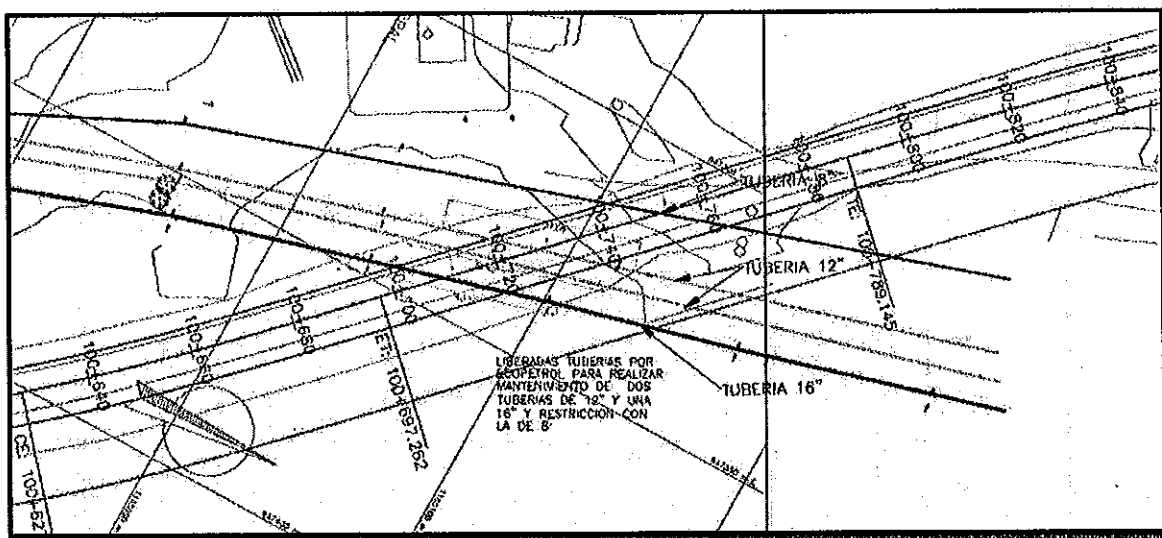 100+840
100+820
100+800
TUBERIA 8"
100+760
TE 100+789.145
100+740
TUBERIA 12"
100+720
100+700
100+680
100+660
100+640
ET 100+697.262
LIBERADAS TUBERIAS POR
ECOPETROL PARA REALIZAR
MANTENIMIENTO DE DOS
TUBERIAS DE 12" Y UNA
16" Y RESTRICCIÓN CON
LA DE 8"
TUBERIA 16"